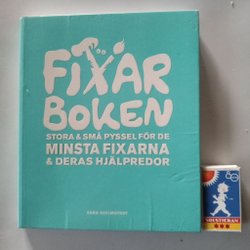 FIXAR
BOKEN
STORA & SMÅ PYSSEL FÖR DE
MINSTA FIXARNA
& DERAS HJÄLPREDOR
SOLSTICKAN